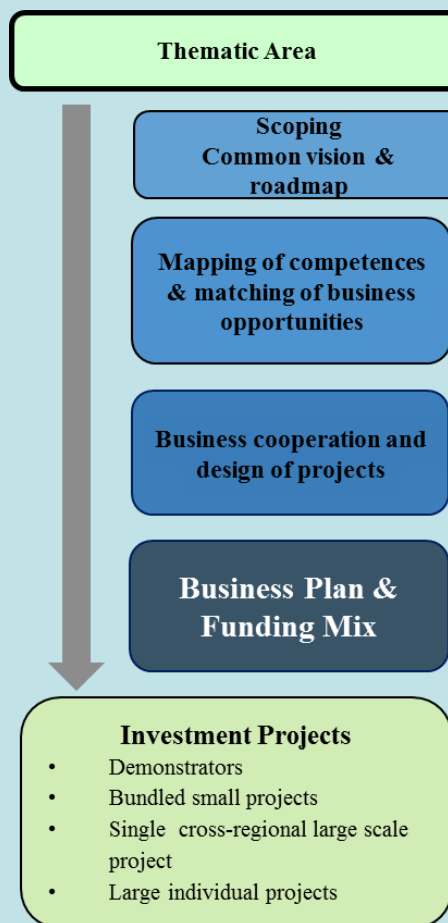 Thematic Area
Scoping
Common vision &
roadmap
Mapping of competences
& matching of business
opportunities
Business cooperation and
design of projects
Business Plan &
Funding Mix
Investment Projects
• Demonstrators
• Bundled small projects
• Single cross-regional large scale
project
• Large individual projects